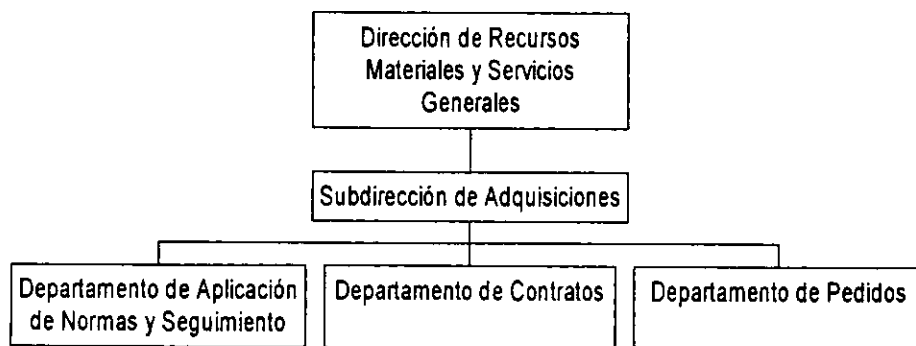 Dirección de Recursos
Materiales y Servicios
Generales
Subdirección de Adquisiciones
Departamento de Aplicación
de Normas y Seguimiento
Departamento de Contratos
Departamento de Pedidos